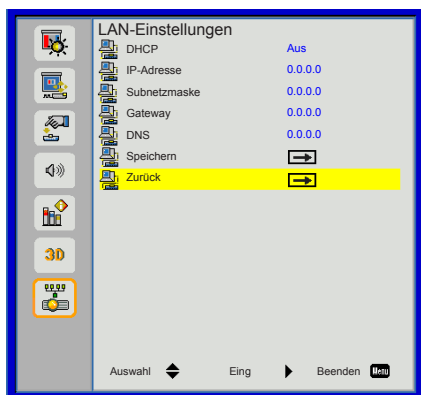 LAN-Einstellungen
DHCP Aus
IP-Adresse 0.0.0.0
Subnetzmaske 0.0.0.0
Gateway 0.0.0.0
DNS 0.0.0.0
Speichern
Zurück
3D
Auswahl Eing Beenden Menu